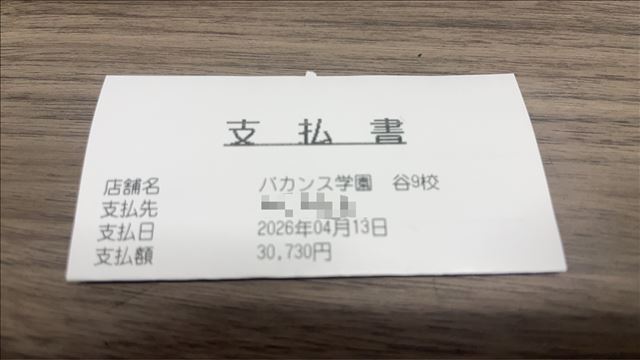 支払書
店舗名 バカンス学園 谷9校
支払先
支払日 2026年04月13日
支払額 30,730円